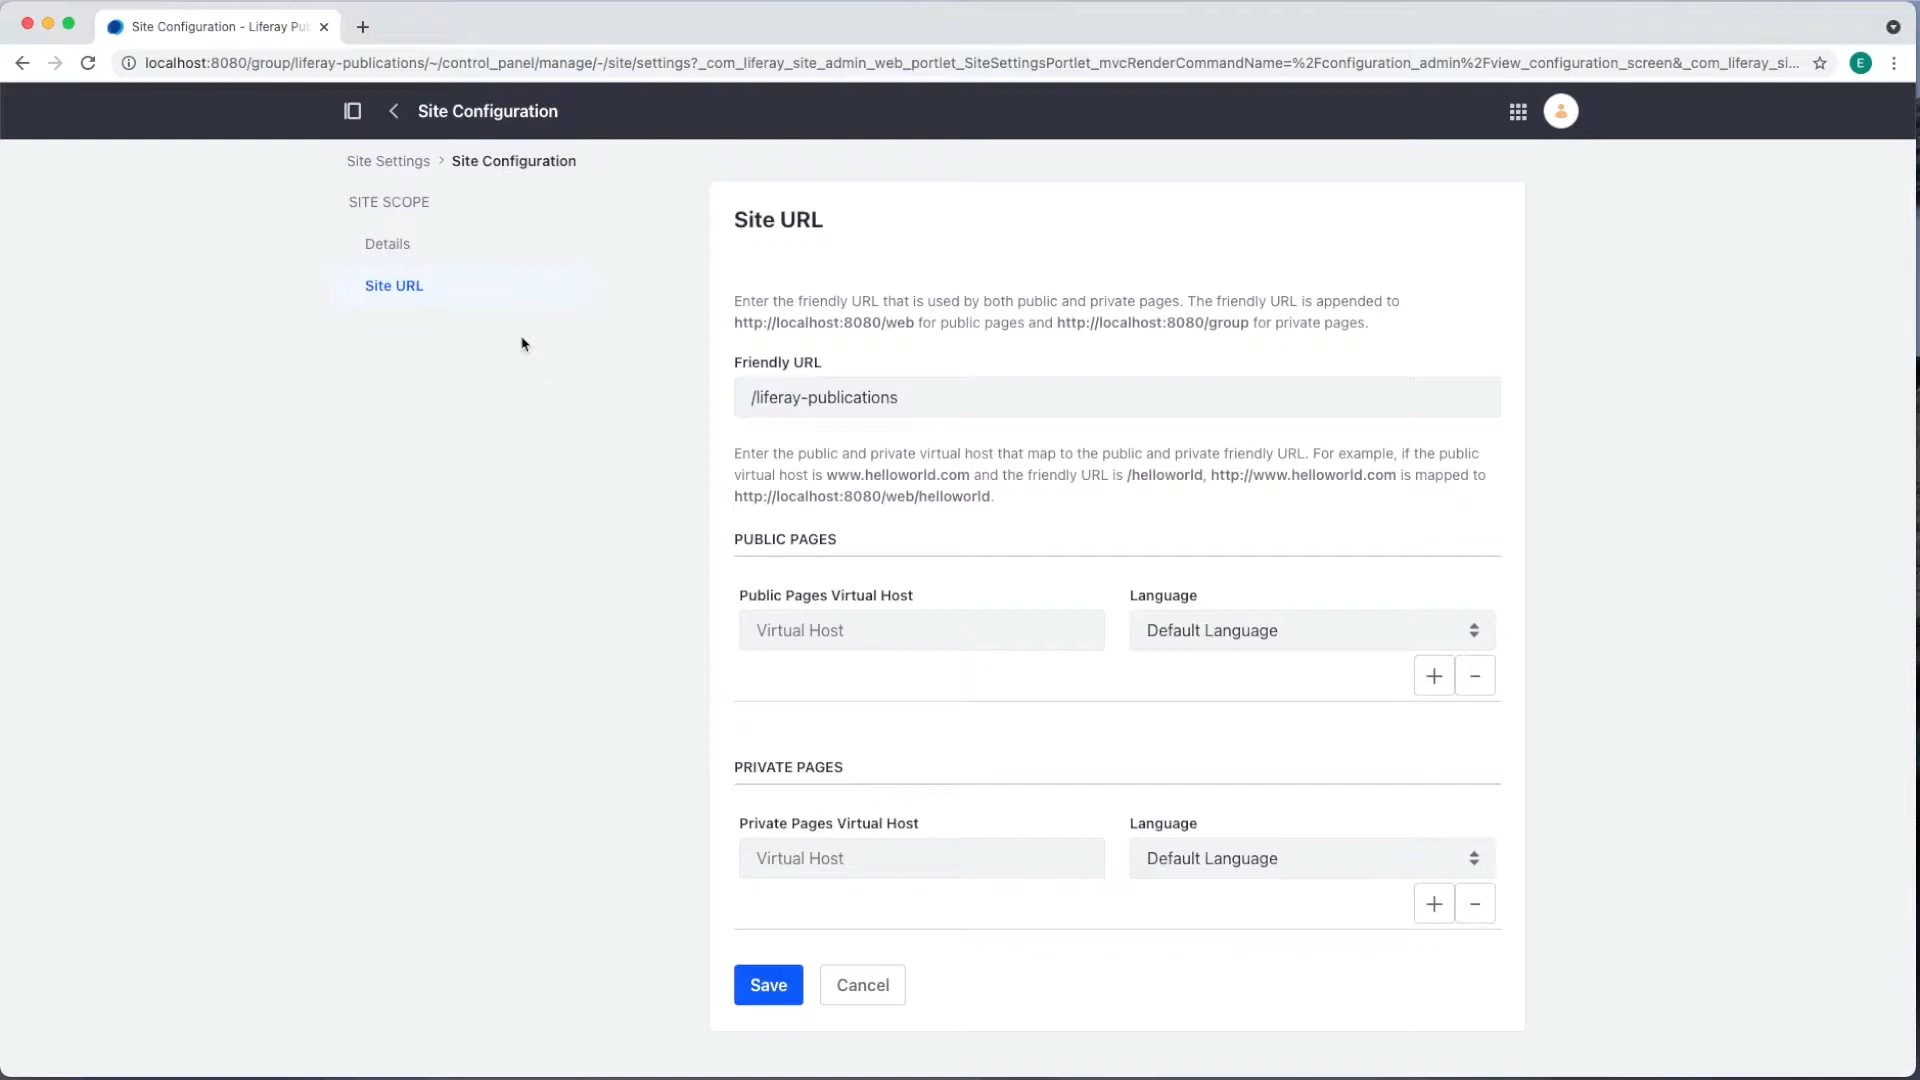 Site Configuration - Liferay Pu
localhost:8080/group/liferay-publications/~/control_panel/manage/-/site/settings?_com_liferay_site_admin_web_portlet_SiteSettingsPortlet_mvcRenderCommandName=%2Fconfiguration_admin%2Fview_configuration_screen&_com_liferay_si...
E
Site Configuration
Site Settings > Site Configuration
SITE SCOPE
Details
Site URL
Site URL
Enter the friendly URL that is used by both public and private pages. The friendly URL is appended to
http://localhost:8080/web for public pages and http://localhost:8080/group for private pages.
Friendly URL
/liferay-publications
Enter the public and private virtual host that map to the public and private friendly URL. For example, if the public
virtual host is www.helloworld.com and the friendly URL is /helloworld, http://www.helloworld.com is mapped to
http://localhost:8080/web/helloworld.
PUBLIC PAGES
Public Pages Virtual Host Language
Virtual Host Default Language
+ -
PRIVATE PAGES
Private Pages Virtual Host Language
Virtual Host Default Language
+ -
Save Cancel